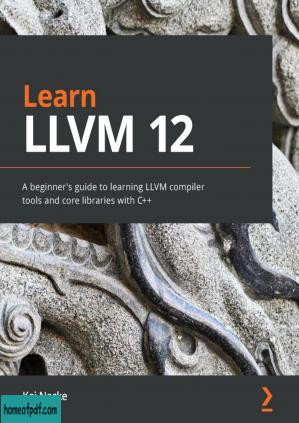 Learn
LLVM 12
A beginner's guide to learning LLVM compiler
tools and core libraries with C++
homeofpdf.com